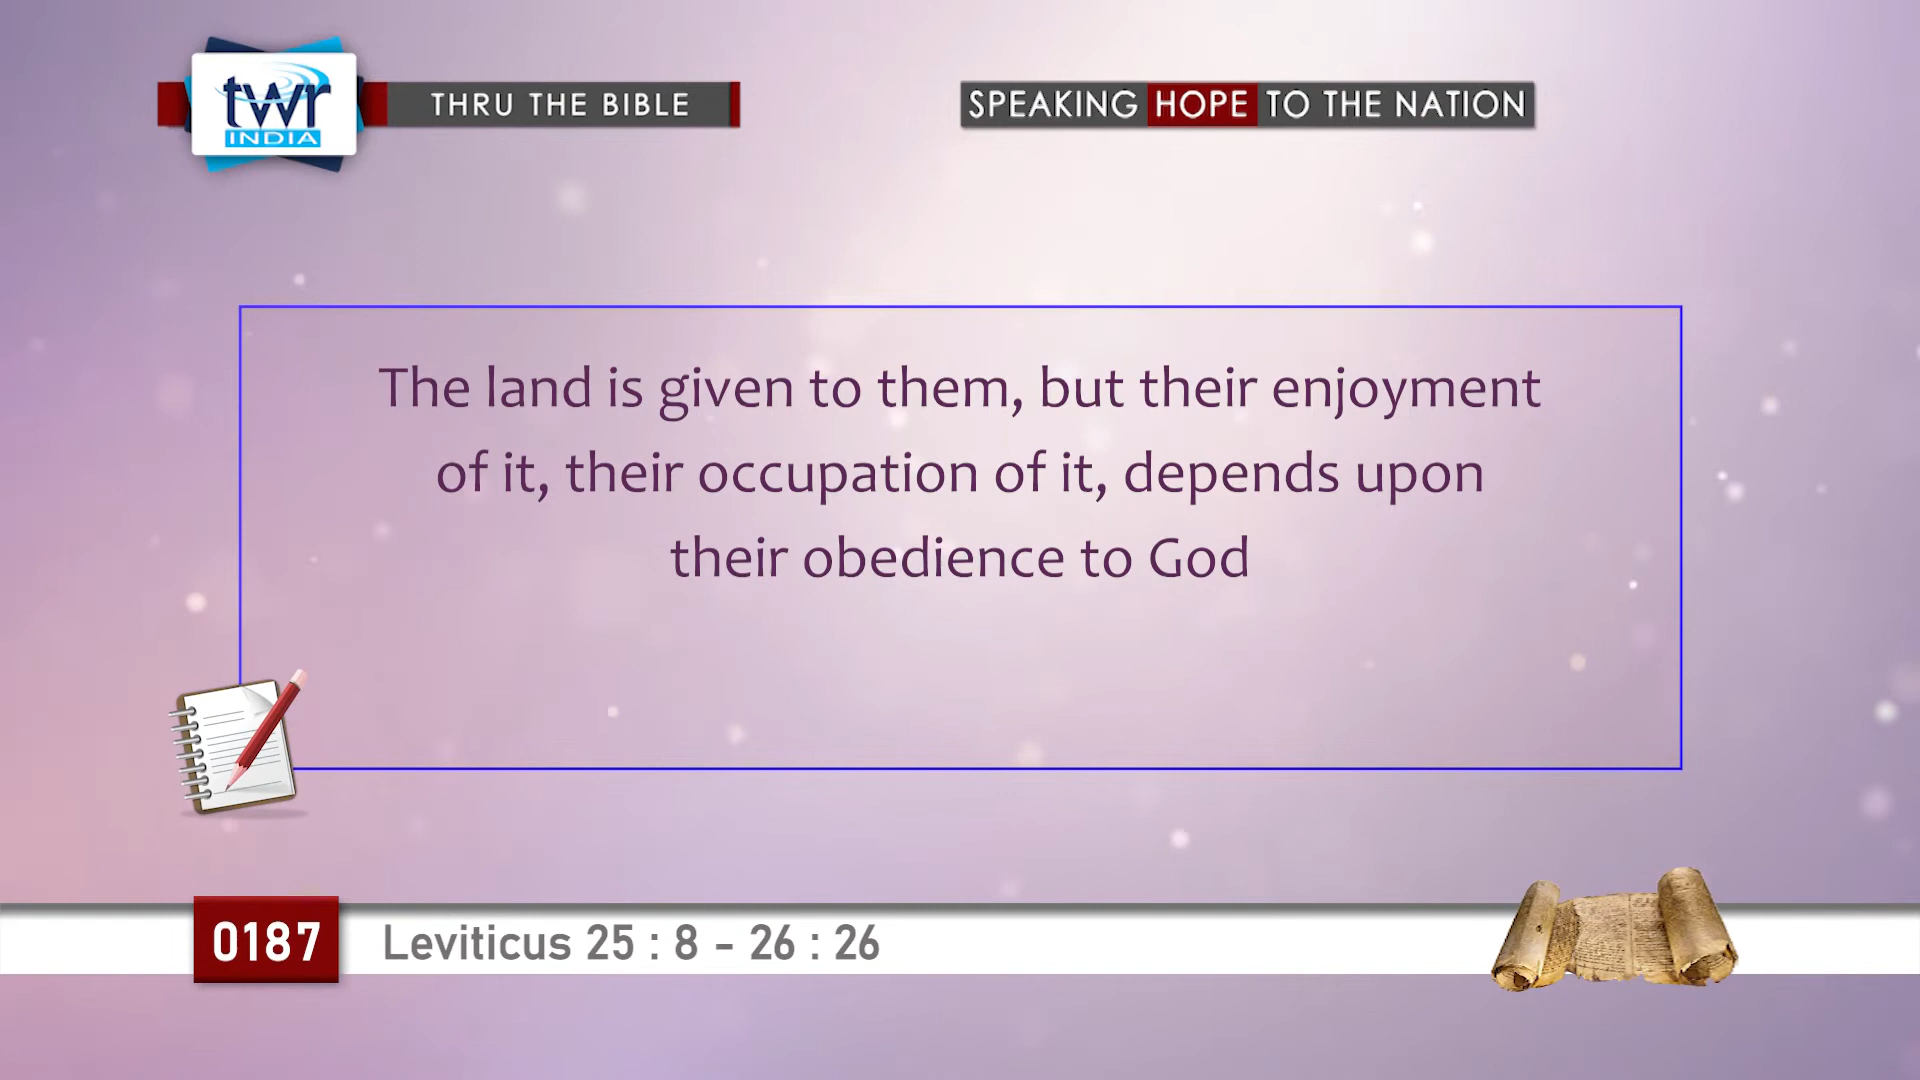 twr
INDIA
THRU THE BIBLE
SPEAKING HOPE TO THE NATION
The land is given to them, but their enjoyment
of it, their occupation of it, depends upon
their obedience to God
0187
Leviticus 25 : 8 - 26 : 26